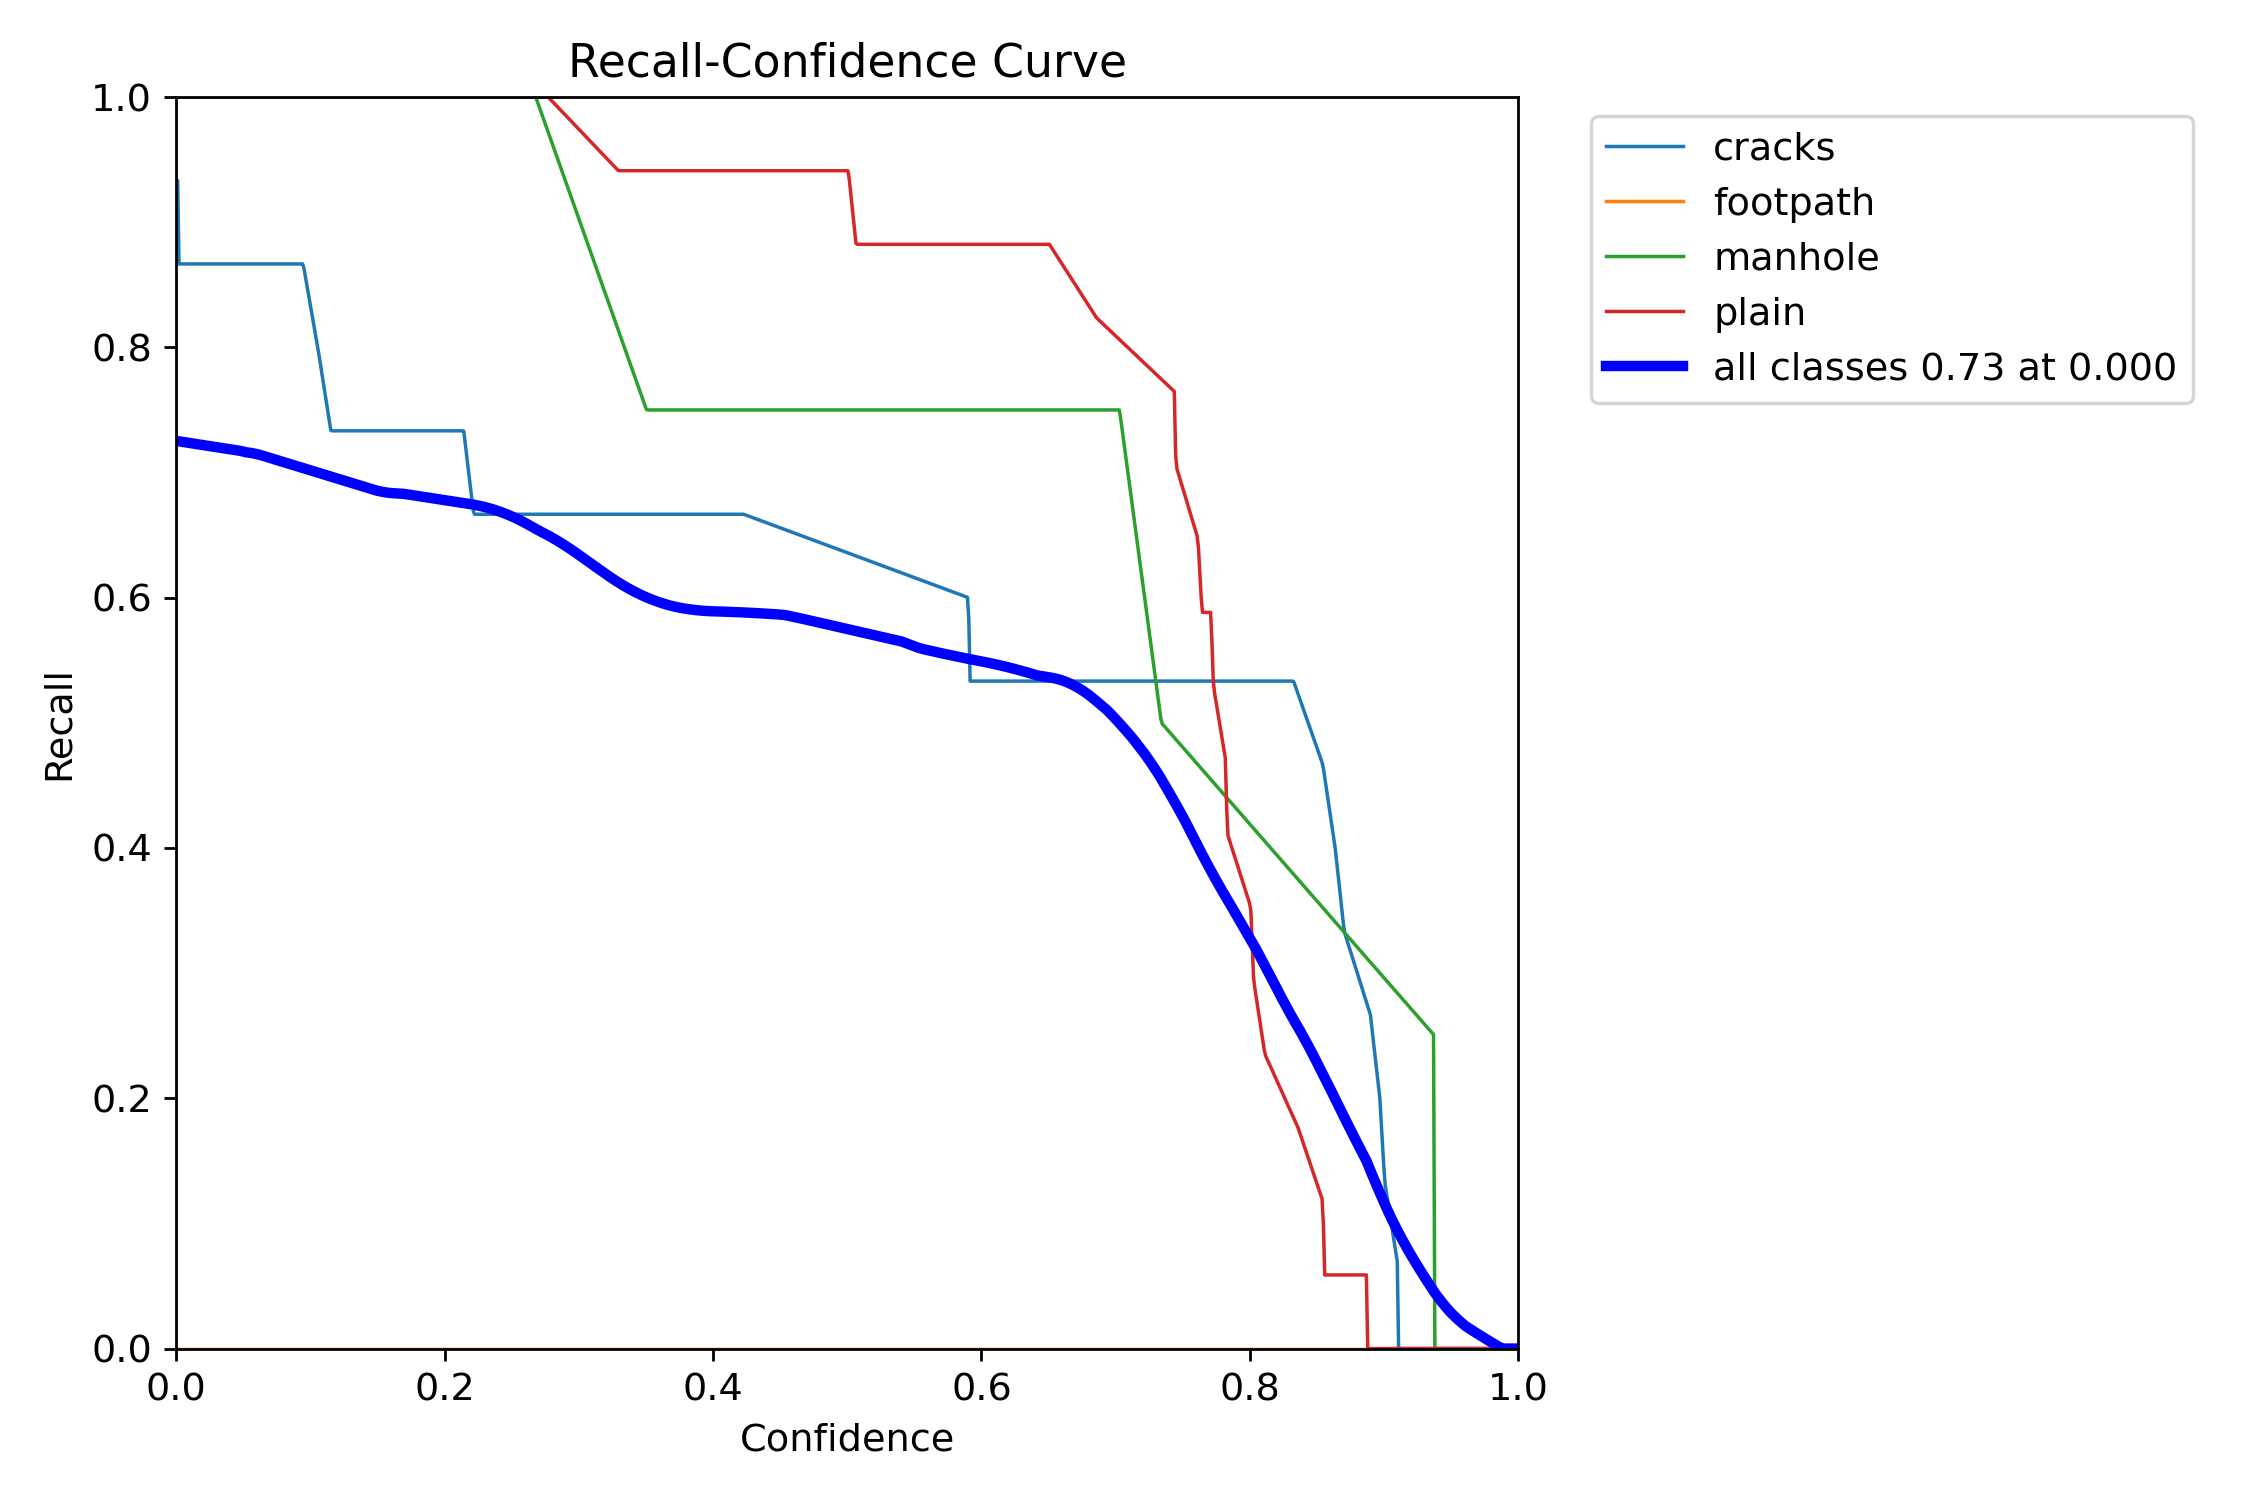 Recall-Confidence Curve
1.0
0.8
0.6
0.4
0.2
0.0
Recall
0.0 0.2 0.4 0.6 0.8 1.0
Confidence
cracks
footpath
manhole
plain
all classes 0.73 at 0.000